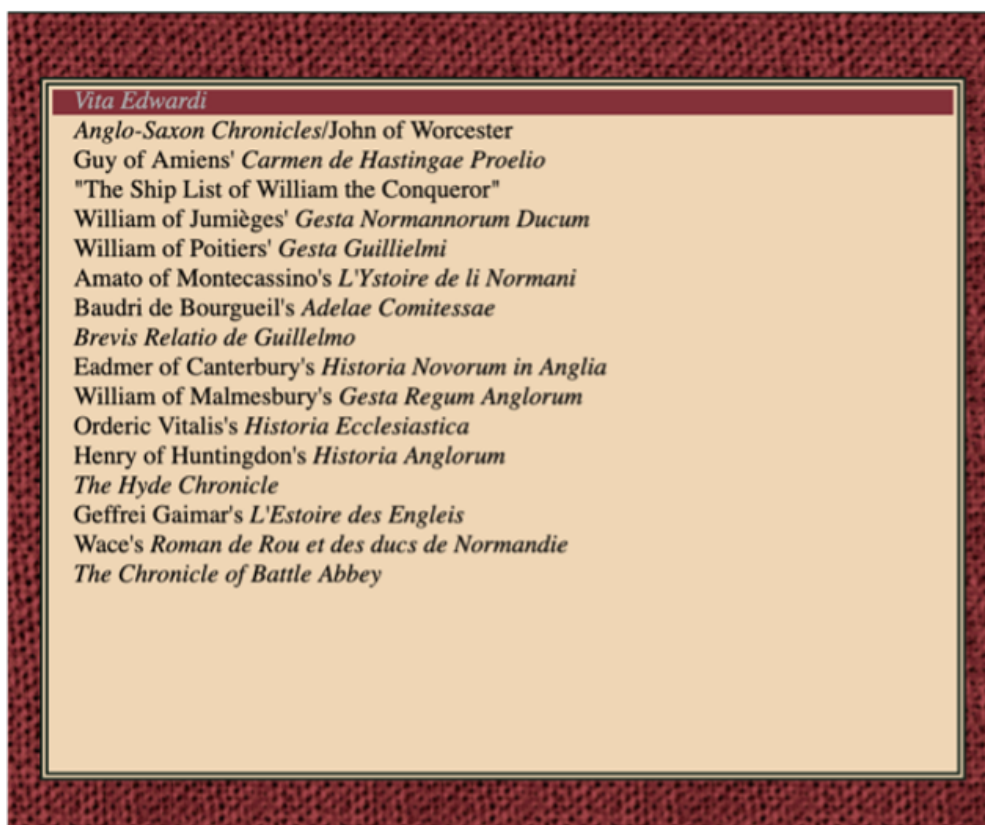 Vita Edwardi
Anglo-Saxon Chronicles/John of Worcester
Guy of Amiens' Carmen de Hastingae Proelio
"The Ship List of William the Conqueror"
William of Jumièges' Gesta Normannorum Ducum
William of Poitiers' Gesta Guillielmi
Amato of Montecassino's L'Ystoire de li Normani
Baudri de Bourgueil's Adelae Comitessae
Brevis Relatio de Guillelmo
Eadmer of Canterbury's Historia Novorum in Anglia
William of Malmesbury's Gesta Regum Anglorum
Orderic Vitalis's Historia Ecclesiastica
Henry of Huntingdon's Historia Anglorum
The Hyde Chronicle
Geffrei Gaimar's L'Estoire des Engleis
Wace's Roman de Rou et des ducs de Normandie
The Chronicle of Battle Abbey